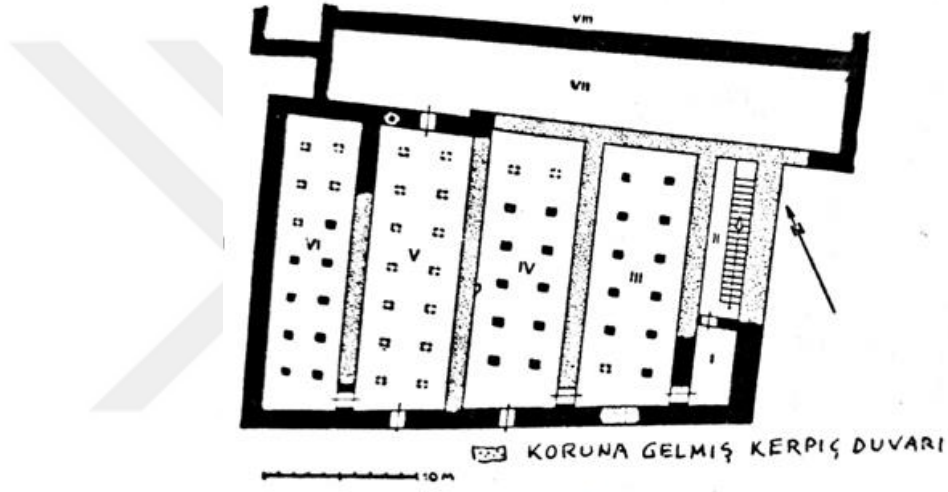 VIII
VII
VI
V
IV
III
II
I
N
KORUNA GELMIŞ KERPIÇ DUVARI
10 M